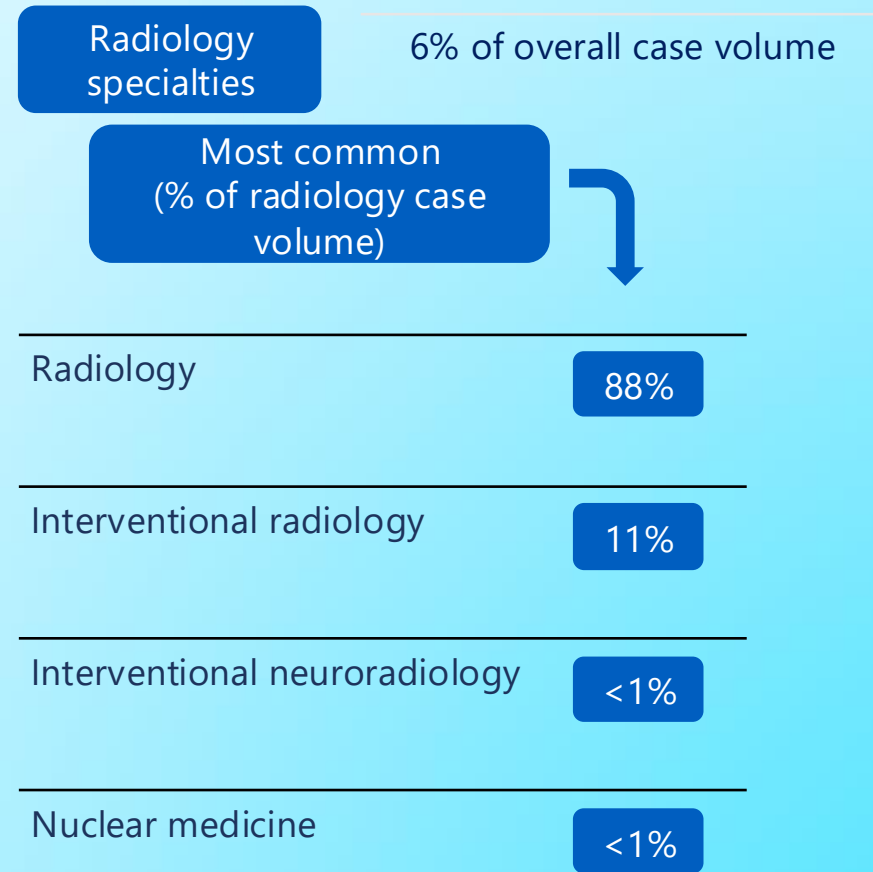 Radiology
specialties
6% of overall case volume
Most common
(% of radiology case
volume)
Radiology
88%
Interventional radiology
11%
Interventional neuroradiology
<1%
Nuclear medicine
<1%